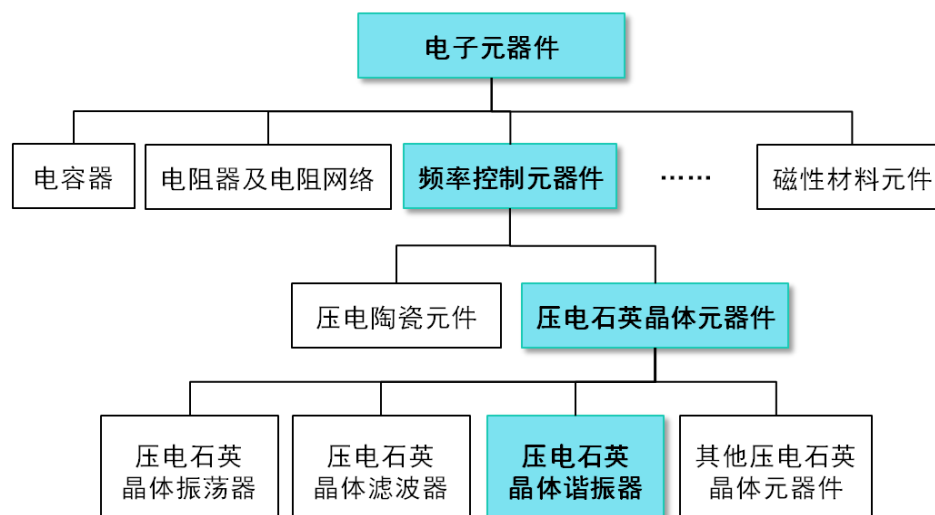 电子元器件
电容器
电阻器及电阻网络
频率控制元器件
……
磁性材料元件
压电陶瓷元件
压电石英晶体元器件
压电石英
晶体振荡器
压电石英
晶体滤波器
压电石英
晶体谐振器
其他压电石英
晶体元器件